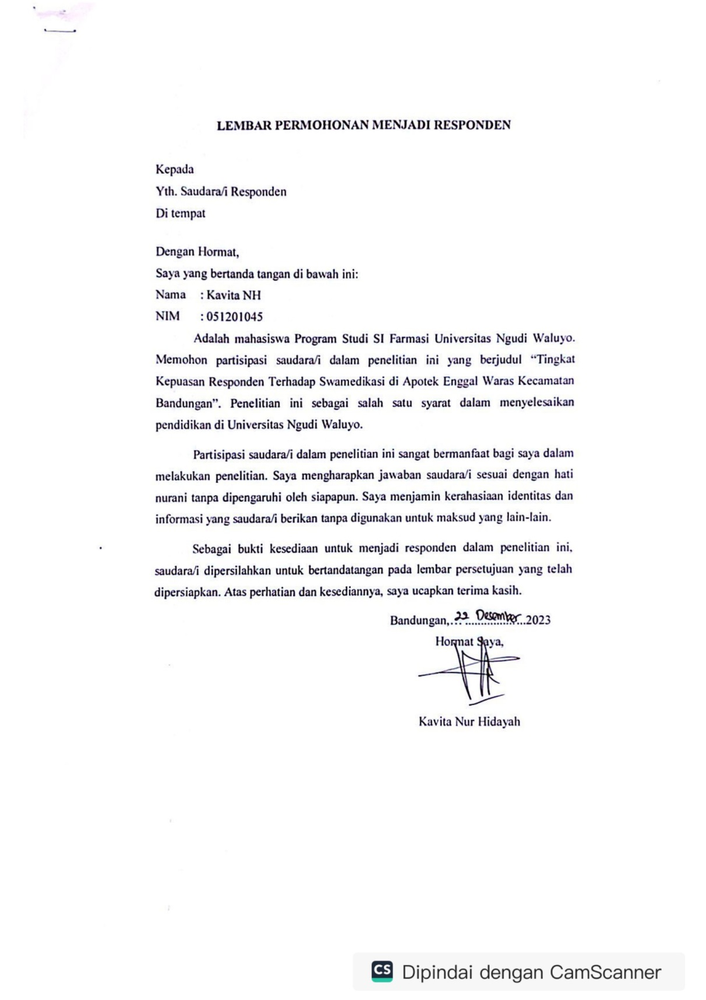 LEMBAR PERMOHONAN MENJADI RESPONDEN
Kepada
Yth. Saudara/i Responden
Di tempat
Dengan Hormat,
Saya yang bertanda tangan di bawah ini:
Nama : Kavita NH
NIM : 051201045
Adalah mahasiswa Program Studi SI Farmasi Universitas Ngudi Waluyo.
Memohon partisipasi saudara/i dalam penelitian ini yang berjudul “Tingkat
Kepuasan Responden Terhadap Swamedikasi di Apotek Enggal Waras Kecamatan
Bandungan”. Penelitian ini sebagai salah satu syarat dalam menyelesaikan
pendidikan di Universitas Ngudi Waluyo.
Partisipasi saudara/i dalam penelitian ini sangat bermanfaat bagi saya dalam
melakukan penelitian. Saya mengharapkan jawaban saudara/i sesuai dengan hati
nurani tanpa dipengaruhi oleh siapapun. Saya menjamin kerahasiaan identitas dan
informasi yang saudara/i berikan tanpa digunakan untuk maksud yang lain-lain.
Sebagai bukti kesediaan untuk menjadi responden dalam penelitian ini,
saudara/i dipersilahkan untuk bertandatangan pada lembar persetujuan yang telah
dipersiapkan. Atas perhatian dan kesediannya, saya ucapkan terima kasih.
Bandungan, 22 Desember 2023
Hormat Saya,
Kavita Nur Hidayah
CS Dipindai dengan CamScanner